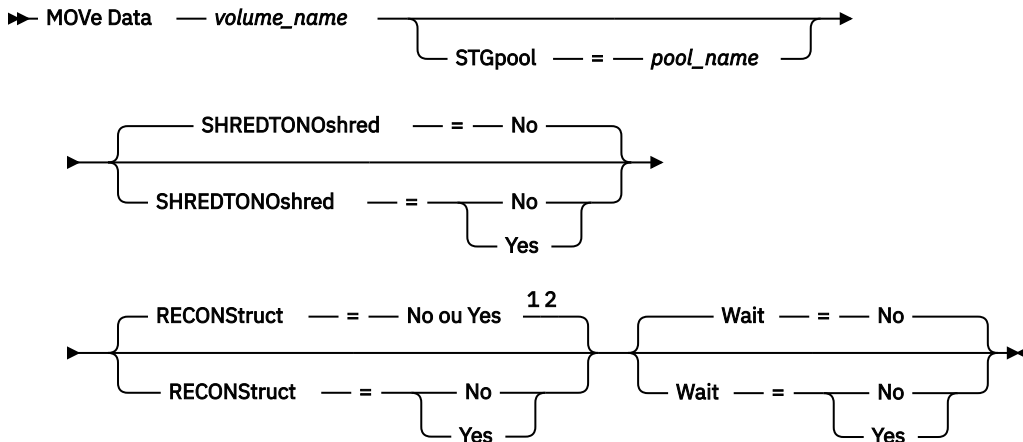 MOVe Data volume_name
STGpool = pool_name
SHREDTONOshred = No
SHREDTONOshred = No
Yes
RECONStruct = No ou Yes 1 2
Wait = No
RECONStruct = No
Yes
Wait = No
Yes